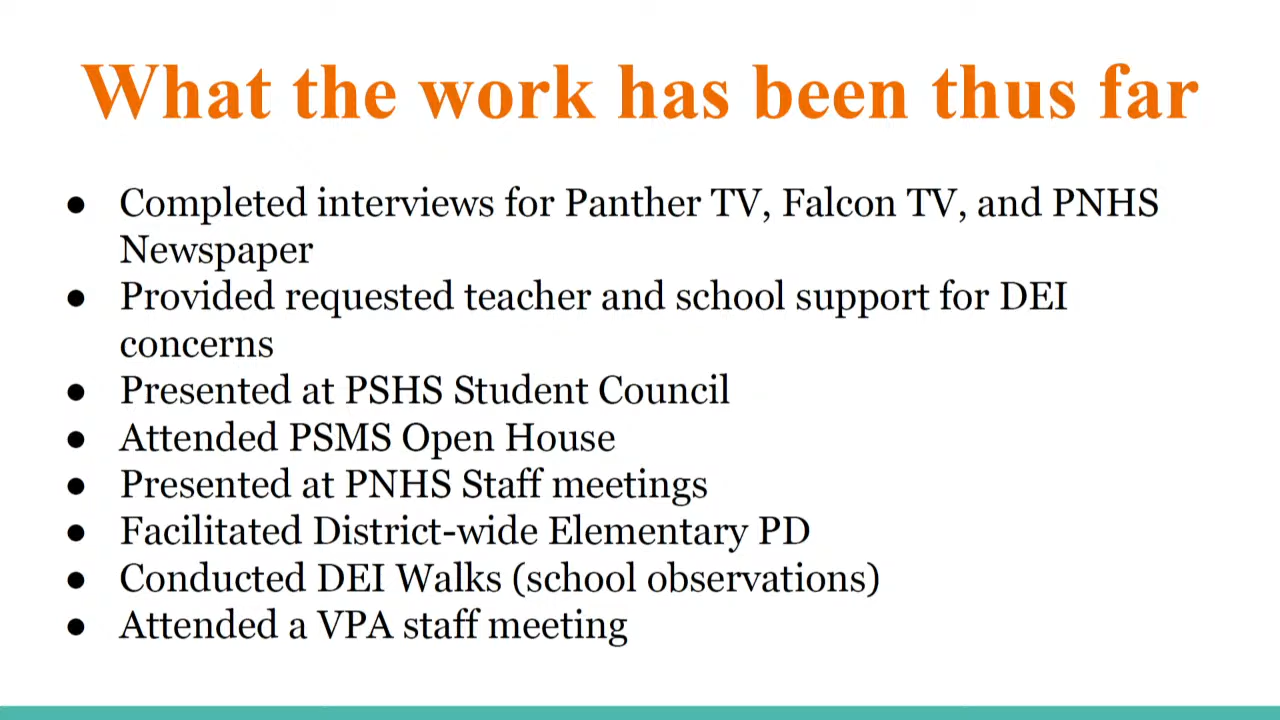 What the work has been thus far
● Completed interviews for Panther TV, Falcon TV, and PNHS
Newspaper
● Provided requested teacher and school support for DEI
concerns
● Presented at PSHS Student Council
● Attended PSMS Open House
● Presented at PNHS Staff meetings
● Facilitated District-wide Elementary PD
● Conducted DEI Walks (school observations)
● Attended a VPA staff meeting